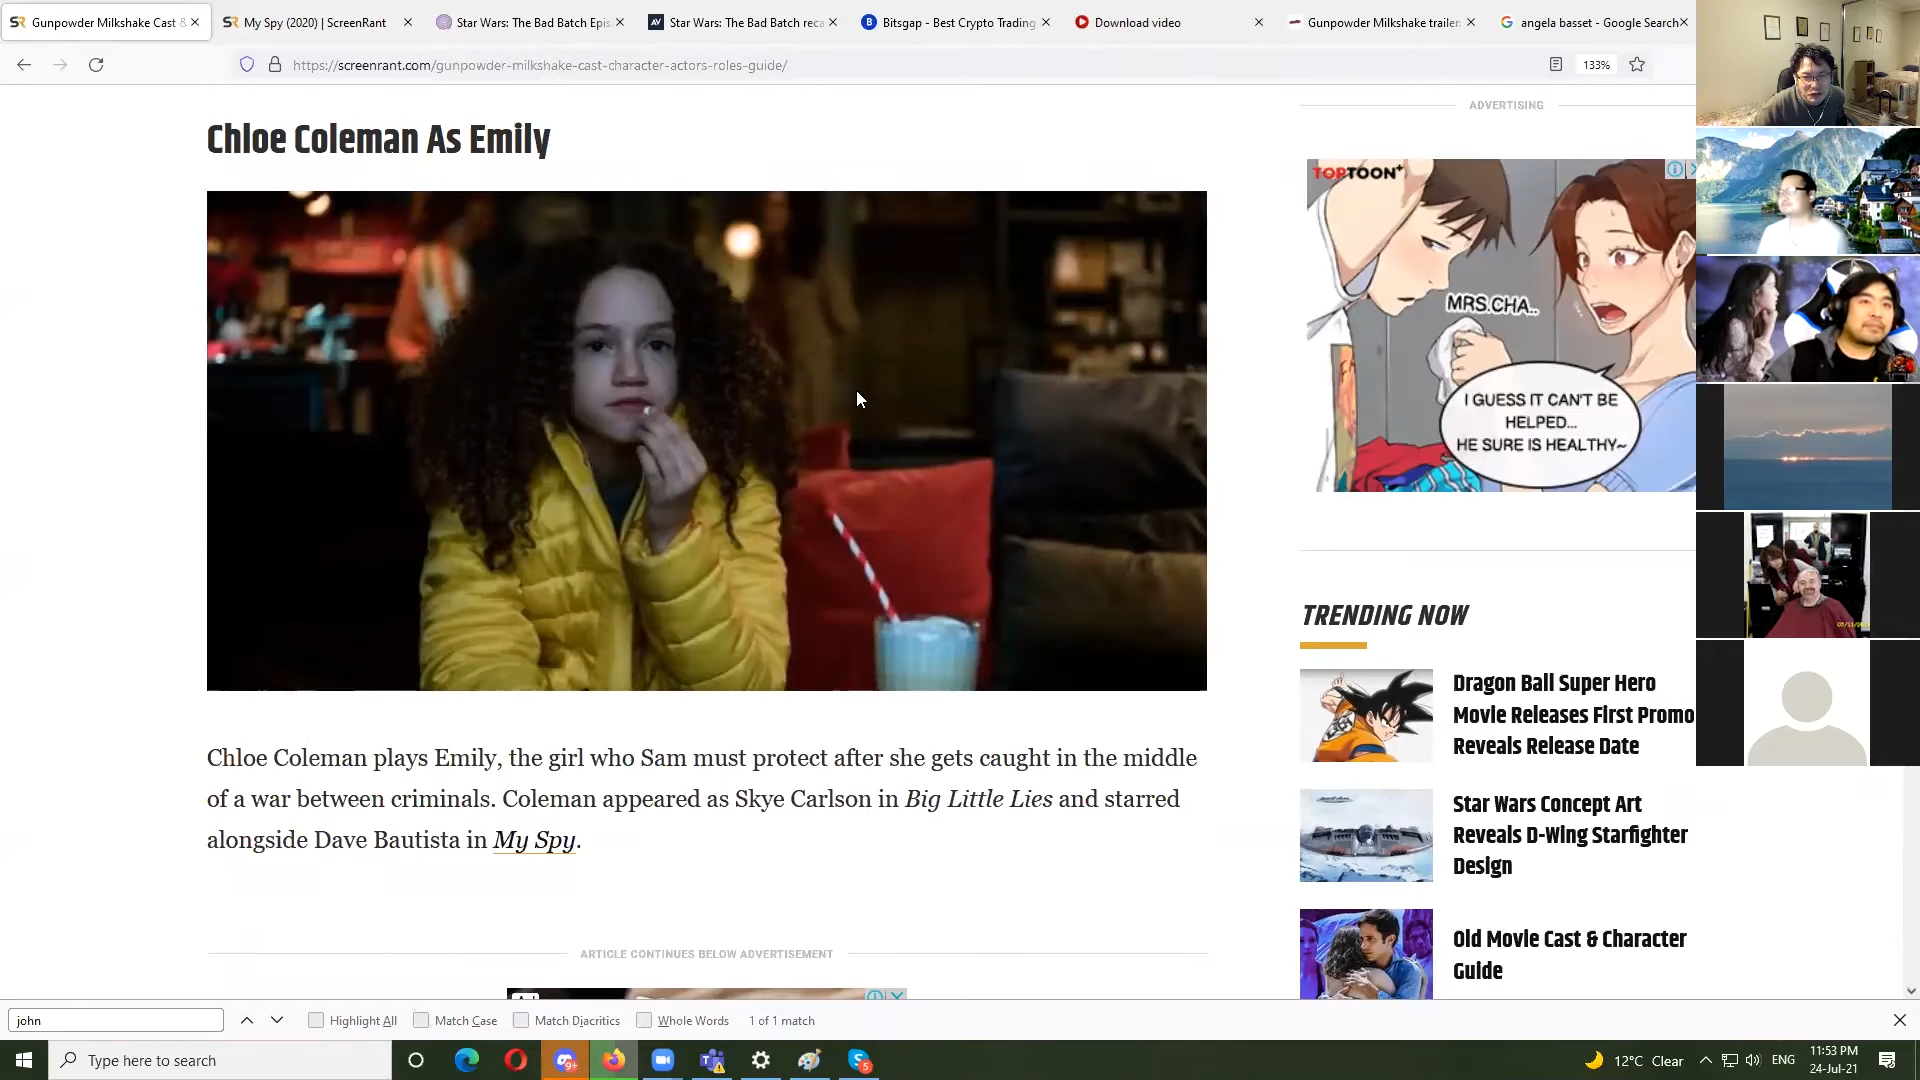 Gunpowder Milkshake Cast &
My Spy (2020) | ScreenRant
Star Wars: The Bad Batch Epis
Star Wars: The Bad Batch reca
Bitsgap - Best Crypto Trading
Download video
Gunpowder Milkshake trailer:
angela basset - Google Search
https://screenrant.com/gunpowder-milkshake-cast-character-actors-roles-guide/
133%
Chloe Coleman As Emily
ADVERTISING
TOPTOON+
MRS.CHA..
I GUESS IT CAN'T BE
HELPED...
HE SURE IS HEALTHY~
TRENDING NOW
Dragon Ball Super Hero
Movie Releases First Promo
Reveals Release Date
Star Wars Concept Art
Reveals D-Wing Starfighter
Design
Old Movie Cast & Character
Guide
Chloe Coleman plays Emily, the girl who Sam must protect after she gets caught in the middle
of a war between criminals. Coleman appeared as Skye Carlson in Big Little Lies and starred
alongside Dave Bautista in My Spy.
ARTICLE CONTINUES BELOW ADVERTISEMENT
john
Highlight All
Match Case
Match Diacritics
Whole Words
1 of 1 match
Type here to search
9+
5
12°C Clear
ENG
11:53 PM
24-Jul-21